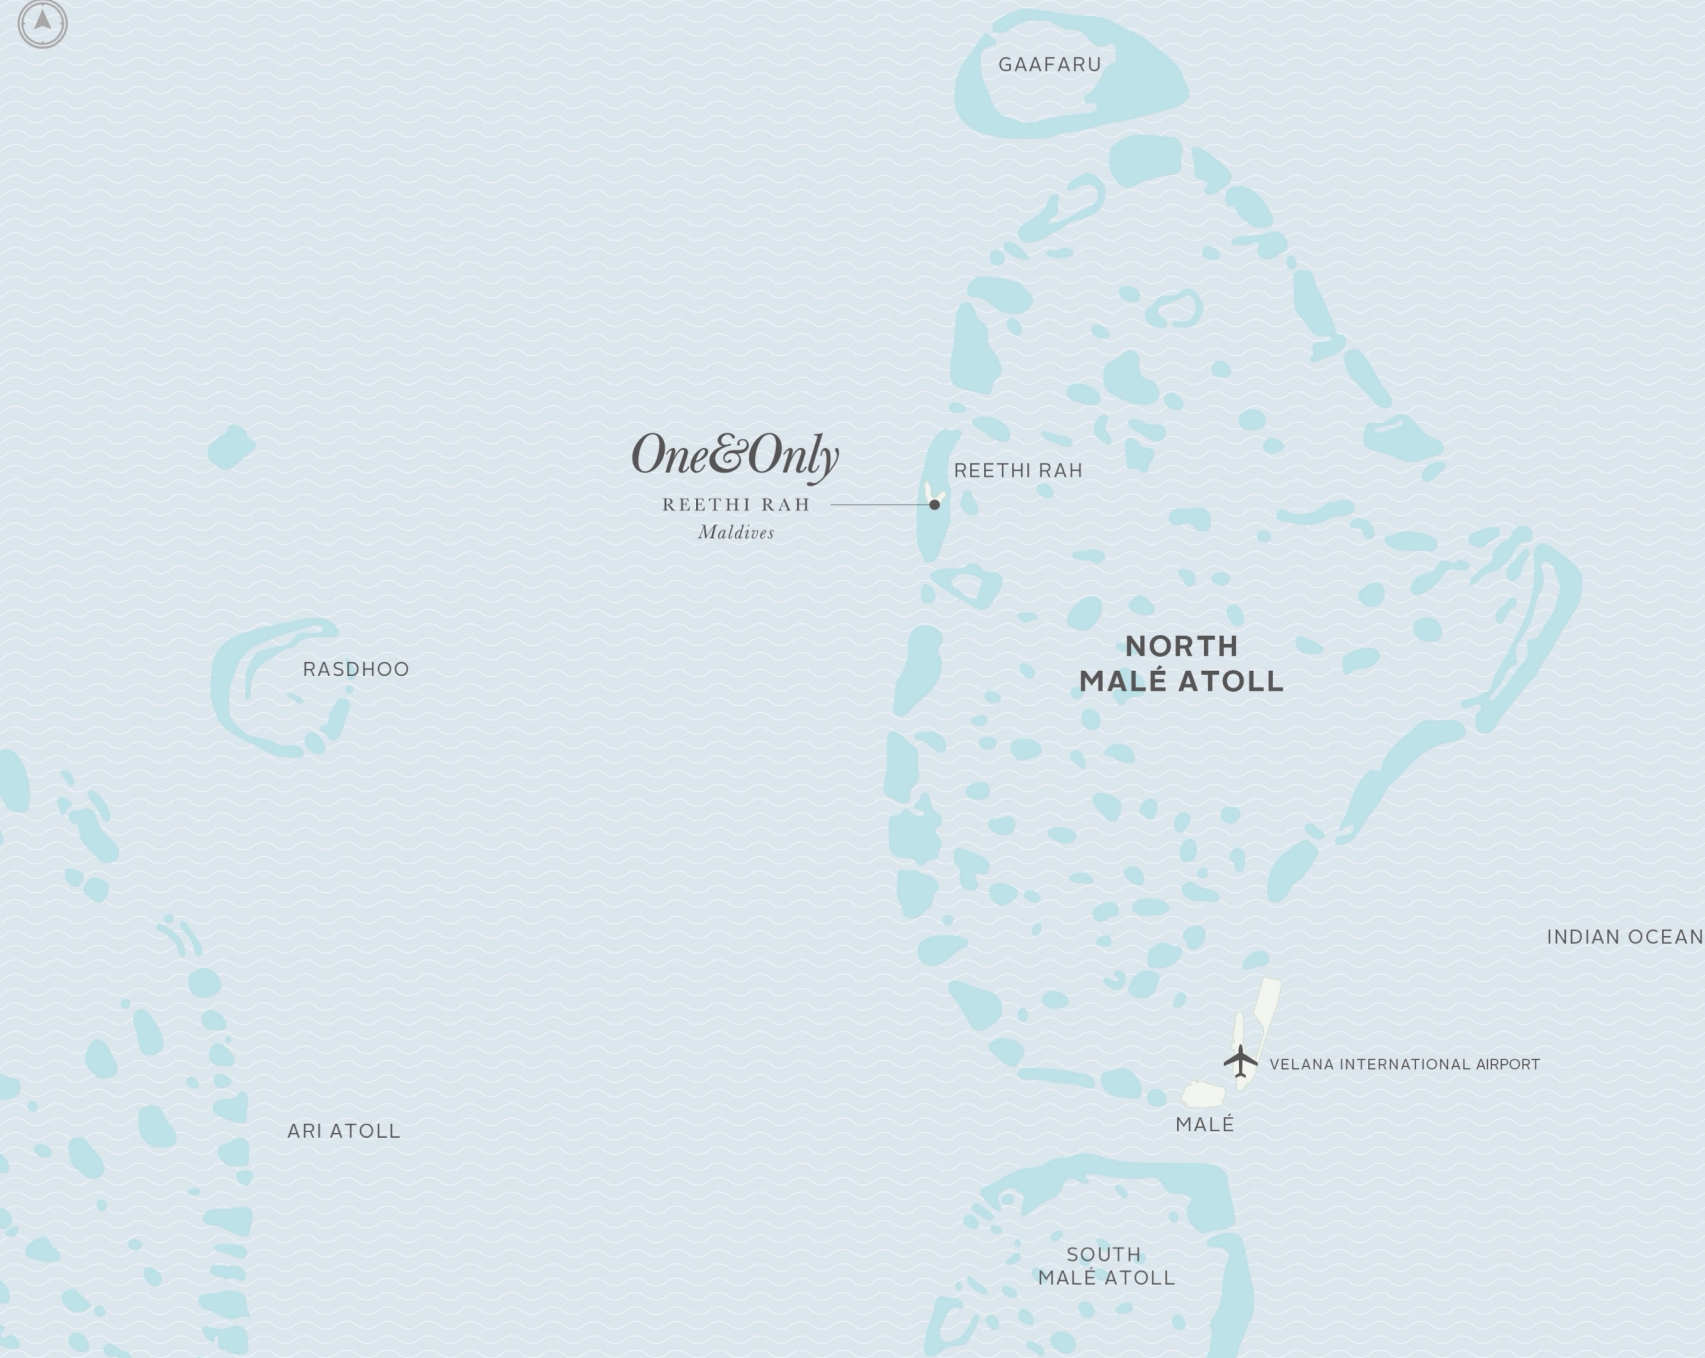 GAAFARU
One&Only
REETHI RAH
Maldives
REETHI RAH
NORTH
MALÉ ATOLL
RASDHOO
INDIAN OCEAN
VELANA INTERNATIONAL AIRPORT
MALÉ
ARI ATOLL
SOUTH
MALÉ ATOLL